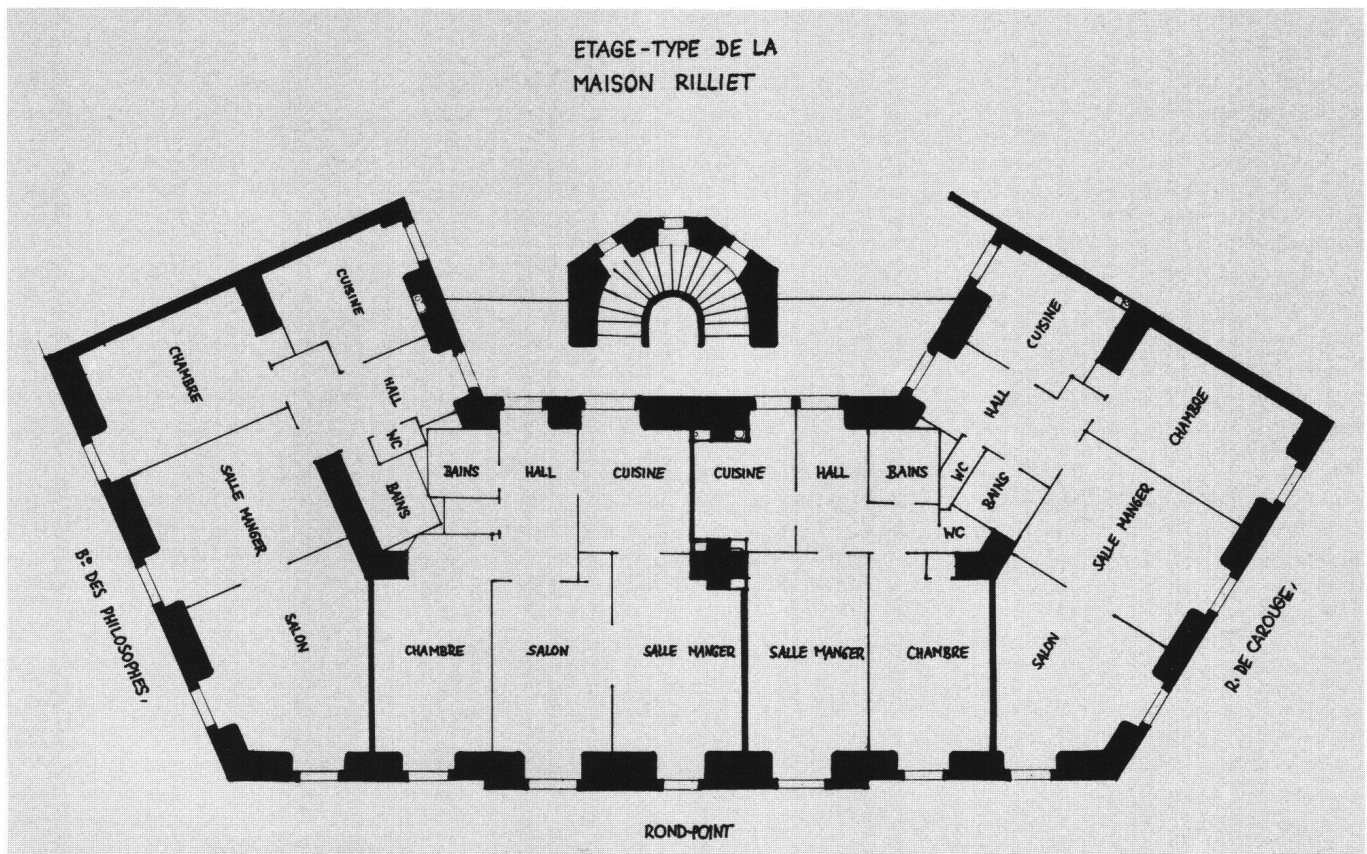 ETAGE-TYPE DE LA
MAISON RILLIET
CUISINE
CHAMBRE
HALL
WC
BAINS
SALLE MANGER
SALON
Bᴰ. DES PHILOSOPHES,
BAINS
HALL
CUISINE
CHAMBRE
SALON
SALLE MANGER
CUISINE
HALL
BAINS
WC
SALLE MANGER
CHAMBRE
CUISINE
HALL
CHAMBRE
WC
BAINS
SALLE MANGER
SALON
R. DE CAROUGE,
ROND-POINT